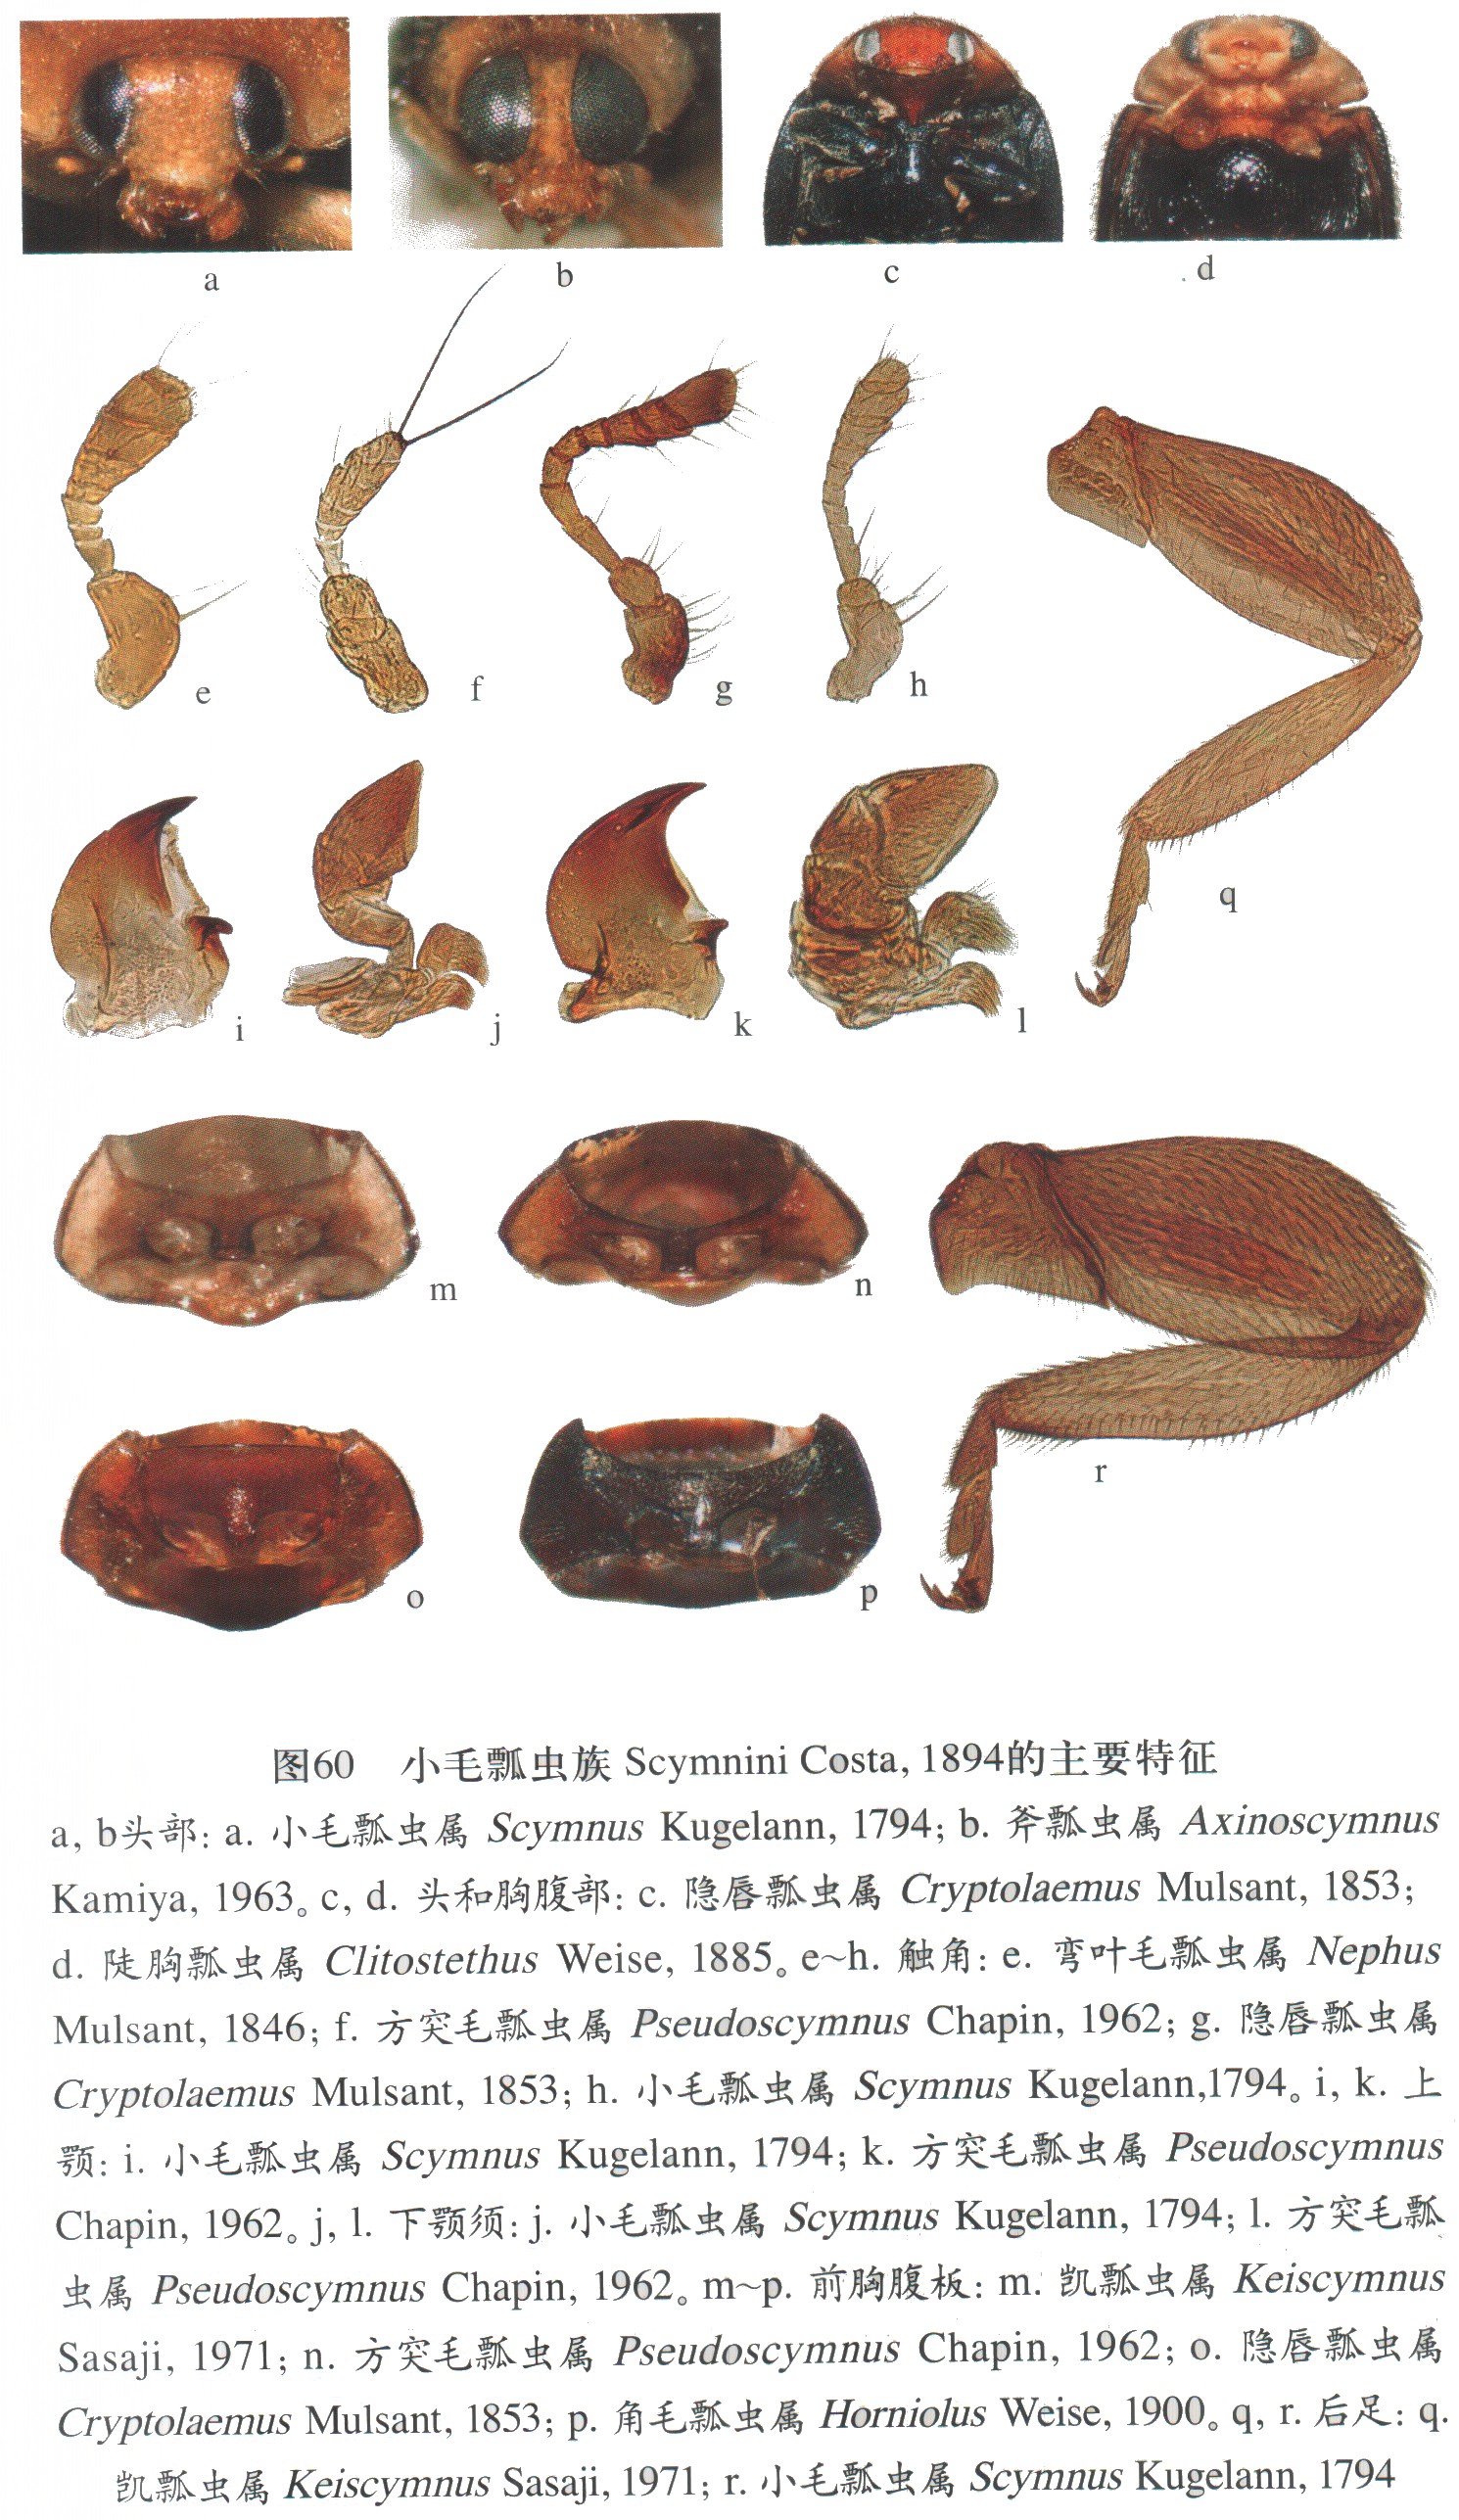 a
b
c
d
e
f
g
h
q
i
j
k
l
m
n
r
o
p
图60 小毛瓢虫族 Scymnini Costa, 1894的主要特征
a, b头部: a. 小毛瓢虫属 Scymnus Kugelann, 1794; b. 斧瓢虫属 Axinoscymnus
Kamiya, 1963。c, d. 头和胸腹部: c. 隐唇瓢虫属 Cryptolaemus Mulsant, 1853;
d. 陡胸瓢虫属 Clitostethus Weise, 1885。e~h. 触角: e. 弯叶毛瓢虫属 Nephus
Mulsant, 1846; f. 方突毛瓢虫属 Pseudoscymnus Chapin, 1962; g. 隐唇瓢虫属
Cryptolaemus Mulsant, 1853; h. 小毛瓢虫属 Scymnus Kugelann,1794。i, k. 上
颚: i. 小毛瓢虫属 Scymnus Kugelann, 1794; k. 方突毛瓢虫属 Pseudoscymnus
Chapin, 1962。j, l. 下颚须: j. 小毛瓢虫属 Scymnus Kugelann, 1794; l. 方突毛瓢
虫属 Pseudoscymnus Chapin, 1962。m~p. 前胸腹板: m. 凯瓢虫属 Keiscymnus
Sasaji, 1971; n. 方突毛瓢虫属 Pseudoscymnus Chapin, 1962; o. 隐唇瓢虫属
Cryptolaemus Mulsant, 1853; p. 角毛瓢虫属 Horniolus Weise, 1900。q, r. 后足: q.
凯瓢虫属 Keiscymnus Sasaji, 1971; r. 小毛瓢虫属 Scymnus Kugelann, 1794